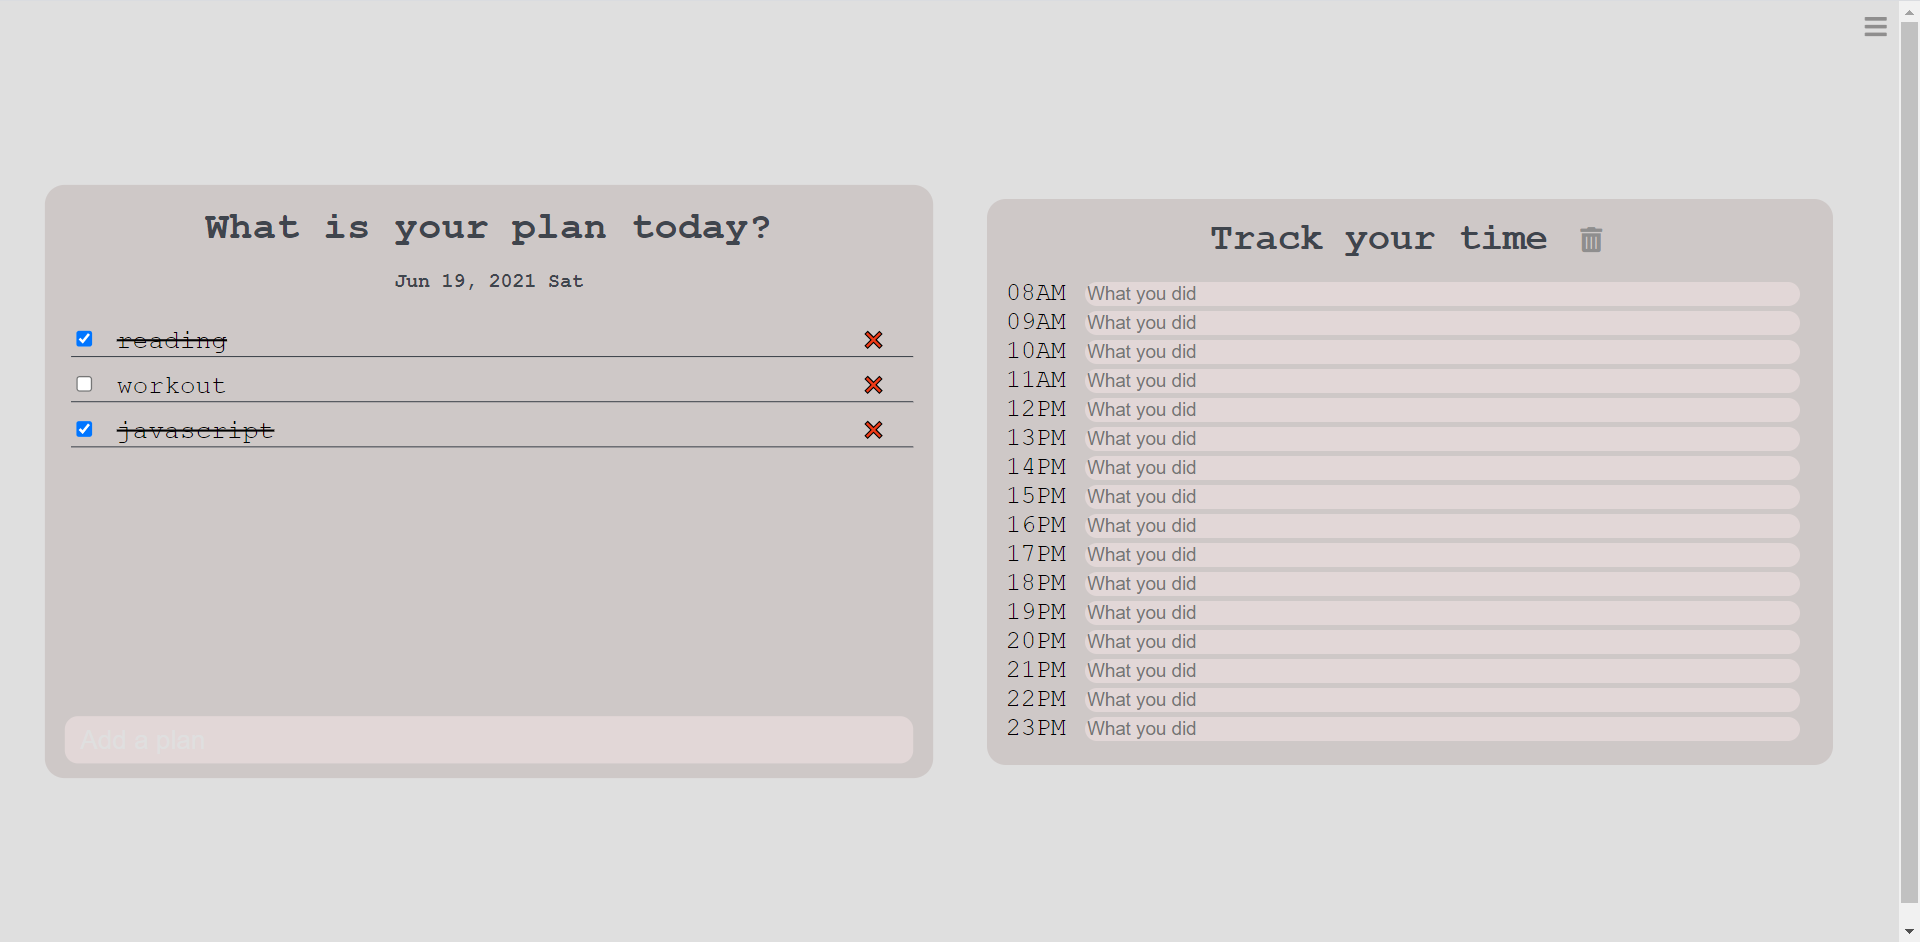 What is your plan today?
Jun 19, 2021 Sat
reading
workout
javascript
Add a plan
Track your time
08AM What you did
09AM What you did
10AM What you did
11AM What you did
12PM What you did
13PM What you did
14PM What you did
15PM What you did
16PM What you did
17PM What you did
18PM What you did
19PM What you did
20PM What you did
21PM What you did
22PM What you did
23PM What you did